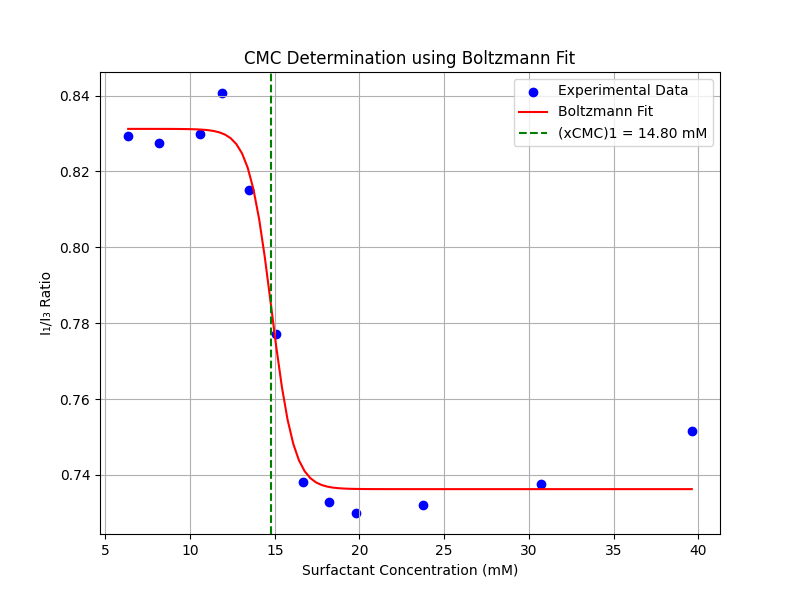 CMC Determination using Boltzmann Fit
Experimental Data
Boltzmann Fit
(xCMC)1 = 14.80 mM
I₁/I₃ Ratio
0.84
0.82
0.80
0.78
0.76
0.74
5 10 15 20 25 30 35 40
Surfactant Concentration (mM)